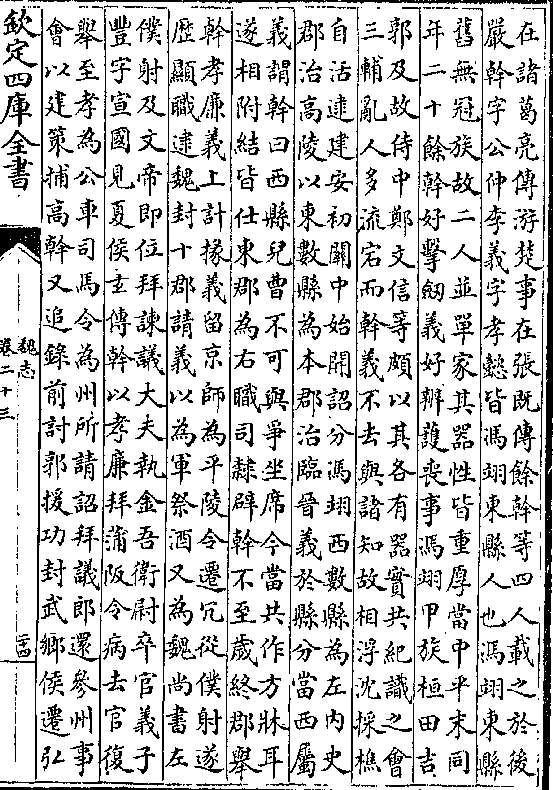 在諸葛亮傳游楚事在張既傳餘幹等四人載之於後
嚴幹字公仲李義字孝懿皆馮翊東縣人也馮翊東縣
舊無冠族故二人並單家其器性皆重厚當中平末同
年二十餘幹好擊劒義好辦護喪事馮翊甲族桓田吉
郭及故侍中鄭文信等頗以其各有器實共紀識之會
三輔亂人多流宕而幹義不去與諸知故相浮沈採樵
自活逮建安初關中始開詔分馮翊西數縣為左内史
郡治高陵以東數縣為本郡治臨晉義於縣分當西屬
義謂幹曰西縣兒曹不可與爭坐席今當共作方牀耳
遂相附結皆仕東郡為右職司隸辟幹不至歲終郡舉
幹孝廉義上計掾義留京師為平陵令遷冗從僕射遂
歷顯職逮魏封十郡請義以為軍祭酒又為魏尚書左
僕射及文帝即位拜諫議大夫執金吾衛尉卒官義子
豐字宣國見夏侯玄傳幹以孝廉拜蒲阪令病去官復
舉至孝為公車司馬令為州所請詔拜議郎還參州事
會以建策捕高幹又追錄前討郭援功封武鄉侯遷弘
欽定四庫全書
魏志
卷二十三